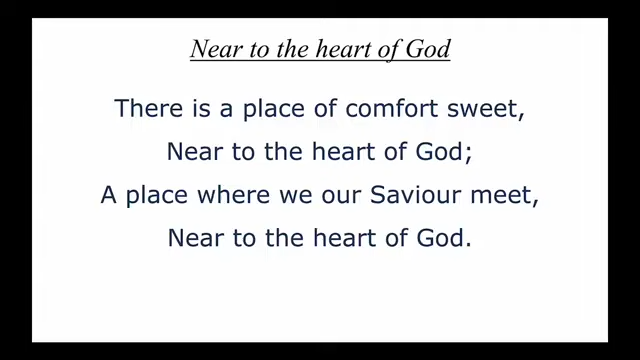 Near to the heart of God
There is a place of comfort sweet,
Near to the heart of God;
A place where we our Saviour meet,
Near to the heart of God.